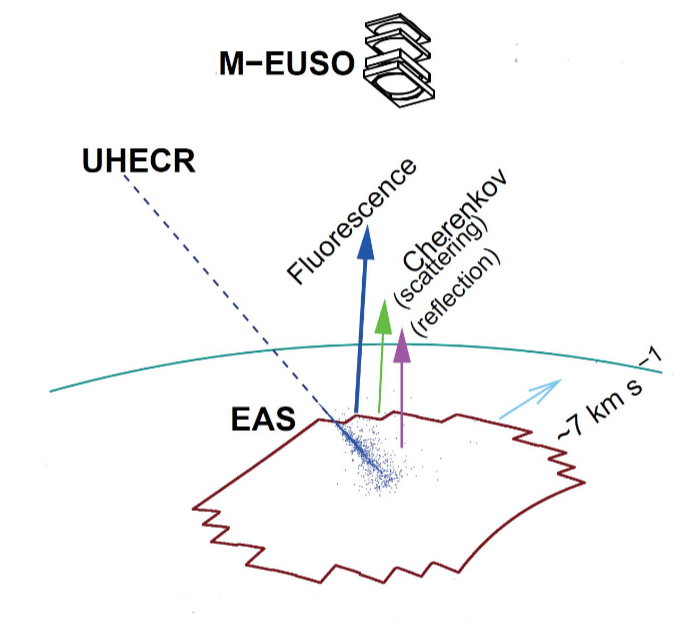 M−EUSO
UHECR
Fluorescence
Cherenkov
(scattering)
(reflection)
EAS
~7 km s⁻¹